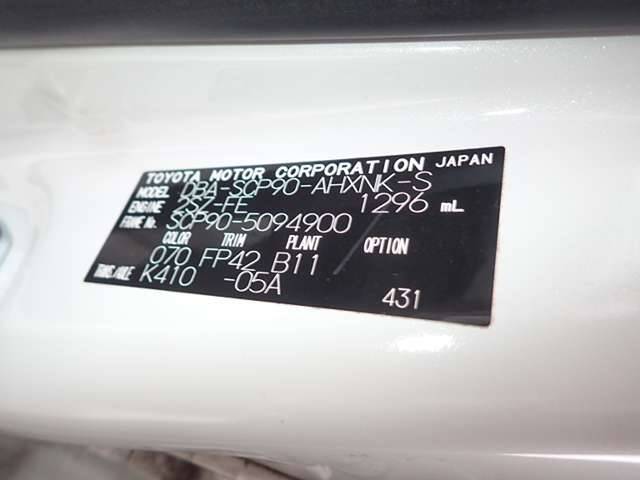 TOYOTA MOTOR CORPORATION JAPAN
MODEL DBA-SCP90-AHXNK-S
ENGINE 2SZ-FE 1296 mL
FRAME No. SCP90-5094900
COLOR TRIM PLANT OPTION
070 FP42 B11
TRANS./AXLE K410 -05A
431